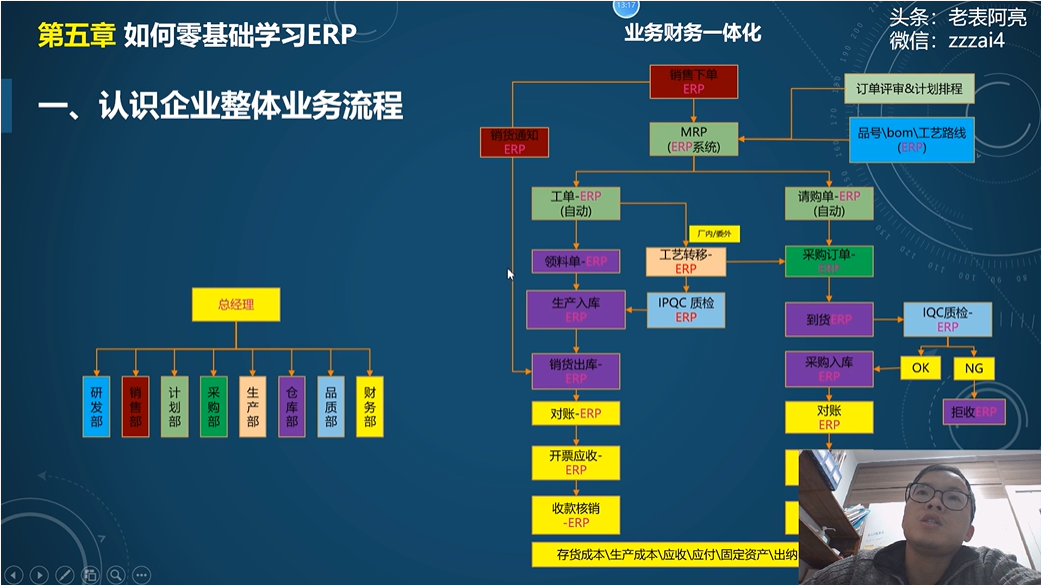 13:17
头条：老表阿亮
微信：zzzai4
第五章 如何零基础学习ERP
业务财务一体化
一、认识企业整体业务流程
销售下单
ERP
订单评审&计划排程
销货通知
ERP
MRP
(ERP系统)
品号\bom\工艺路线
(ERP)
工单-ERP
(自动)
请购单-ERP
(自动)
厂内/委外
领料单-ERP
工艺转移-
ERP
采购订单-
ERP
生产入库
ERP
IPQC 质检
ERP
到货ERP
IQC质检-
ERP
总经理
销货出库-
ERP
采购入库
ERP
OK
NG
研发部
销售部
计划部
采购部
生产部
仓库部
品质部
财务部
对账-ERP
对账
ERP
拒收ERP
开票应收-
ERP
收款核销
-ERP
存货成本\生产成本\应收\应付\固定资产\出纳